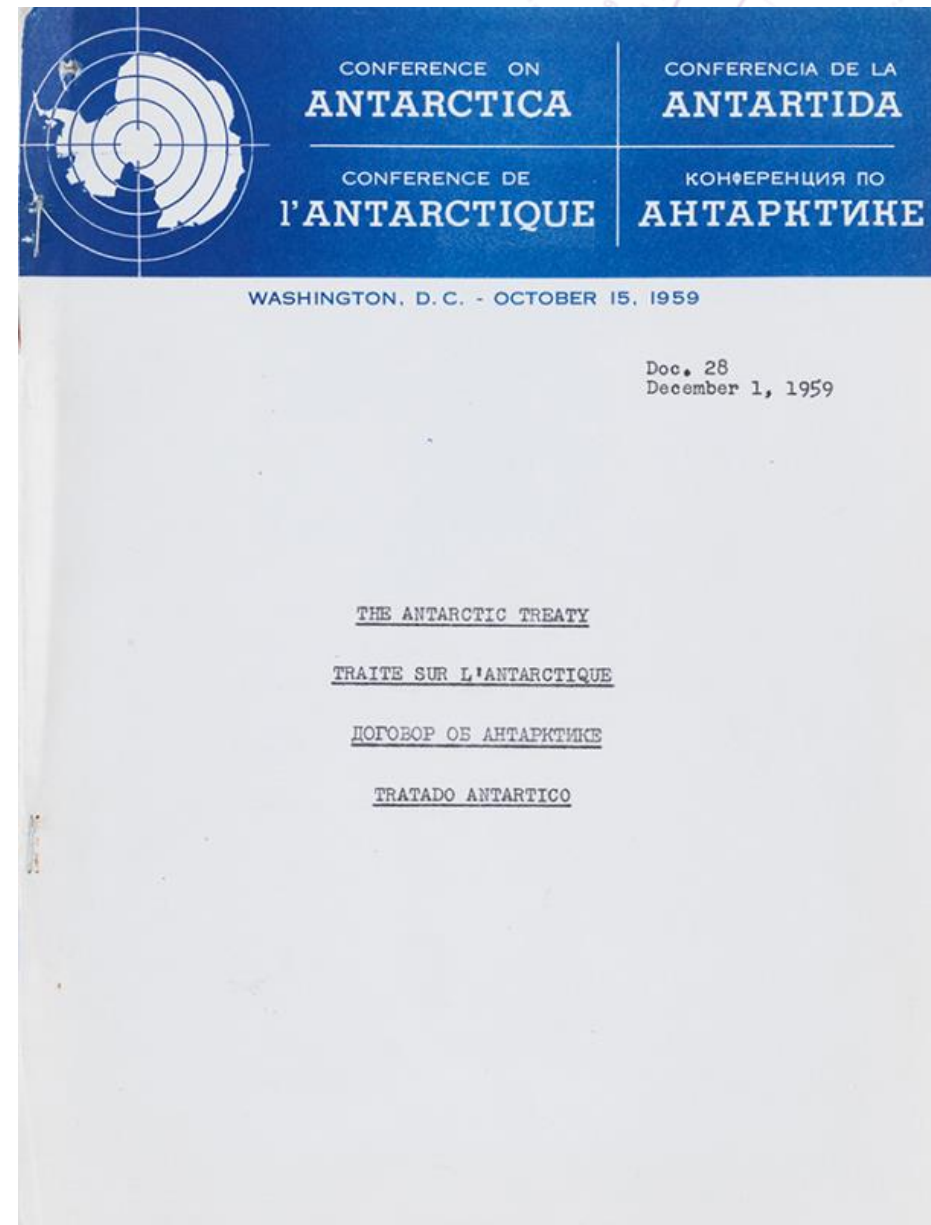 CONFERENCE ON
ANTARCTICA
CONFERENCIA DE LA
ANTARTIDA
CONFERENCE DE
l'ANTARCTIQUE
КОНФЕРЕНЦИЯ ПО
АНТАРКТИКЕ
WASHINGTON, D.C. - OCTOBER 15, 1959
Doc. 28
December 1, 1959
THE ANTARCTIC TREATY
TRAITE SUR L'ANTARCTIQUE
ДОГОВОР ОБ АНТАРКТИКЕ
TRATADO ANTARTICO